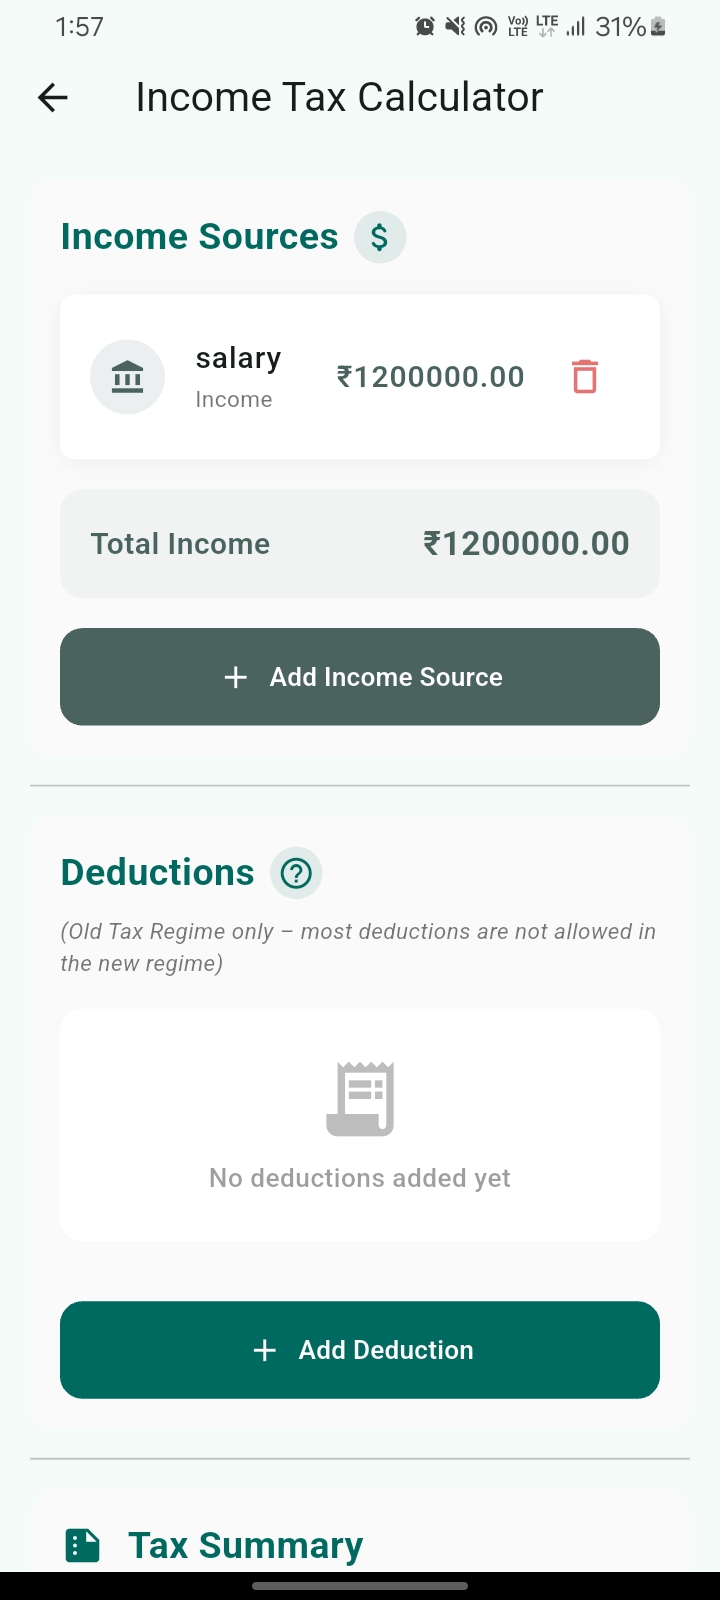 1:57
Vo)) LTE
LTE
31%
Income Tax Calculator
Income Sources $
salary
Income
₹1200000.00
Total Income
₹1200000.00
+ Add Income Source
Deductions ?
(Old Tax Regime only – most deductions are not allowed in
the new regime)
No deductions added yet
+ Add Deduction
Tax Summary